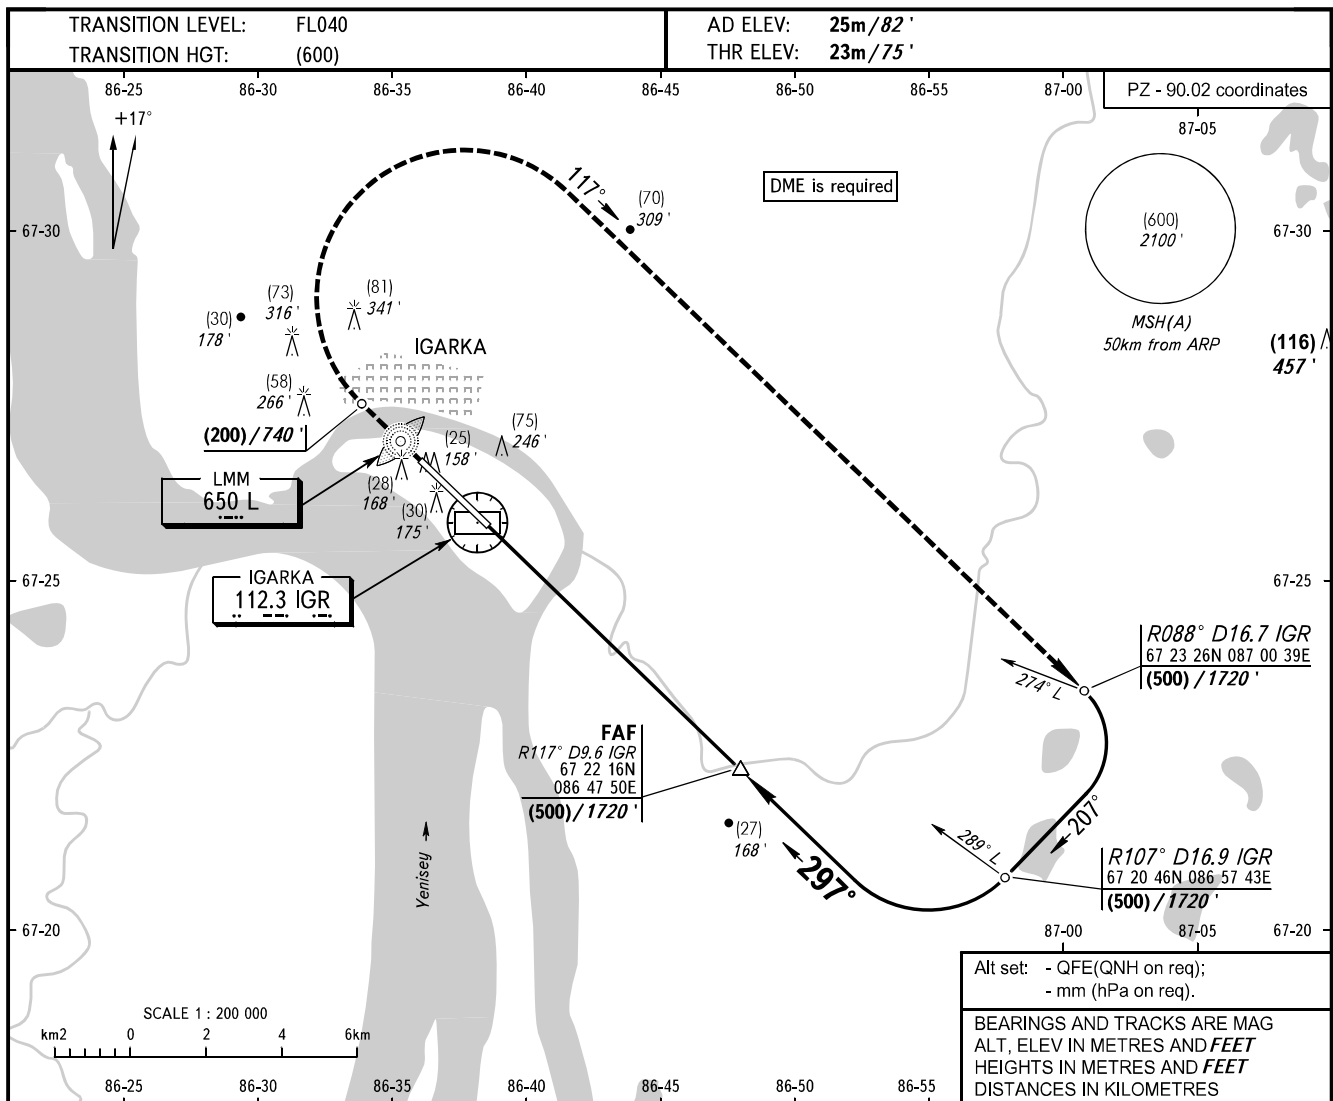 TRANSITION LEVEL: FL040
TRANSITION HGT: (600)
AD ELEV: 25m/82 '
THR ELEV: 23m/75 '
86-25 86-30 86-35 86-40 86-45 86-50 86-55 87-00
PZ - 90.02 coordinates
87-05
+17°
117°
(70)
309 '
DME is required
(600)
2100 '
MSH(A)
50km from ARP
67-30
67-30
(116)
457 '
(73)
316 '
(81)
341 '
(30)
178 '
IGARKA
(58)
266 '
(200)/740 '
(75)
246 '
(25)
158 '
LMM
650 L
(28)
168 '
(30)
175 '
IGARKA
112.3 IGR
67-25
67-25
R088° D16.7 IGR
67 23 26N 087 00 39E
(500)/1720 '
274° L
FAF
R117° D9.6 IGR
67 22 16N
086 47 50E
(500)/1720 '
(27)
168 '
297°
207°
289° L
R107° D16.9 IGR
67 20 46N 086 57 43E
(500)/1720 '
Yenisey
67-20
87-00 87-05 67-20
Alt set: - QFE(QNH on req);
- mm (hPa on req).
BEARINGS AND TRACKS ARE MAG
ALT, ELEV IN METRES AND FEET
HEIGHTS IN METRES AND FEET
DISTANCES IN KILOMETRES
SCALE 1 : 200 000
km2 0 2 4 6km
86-25 86-30 86-35 86-40 86-45 86-50 86-55